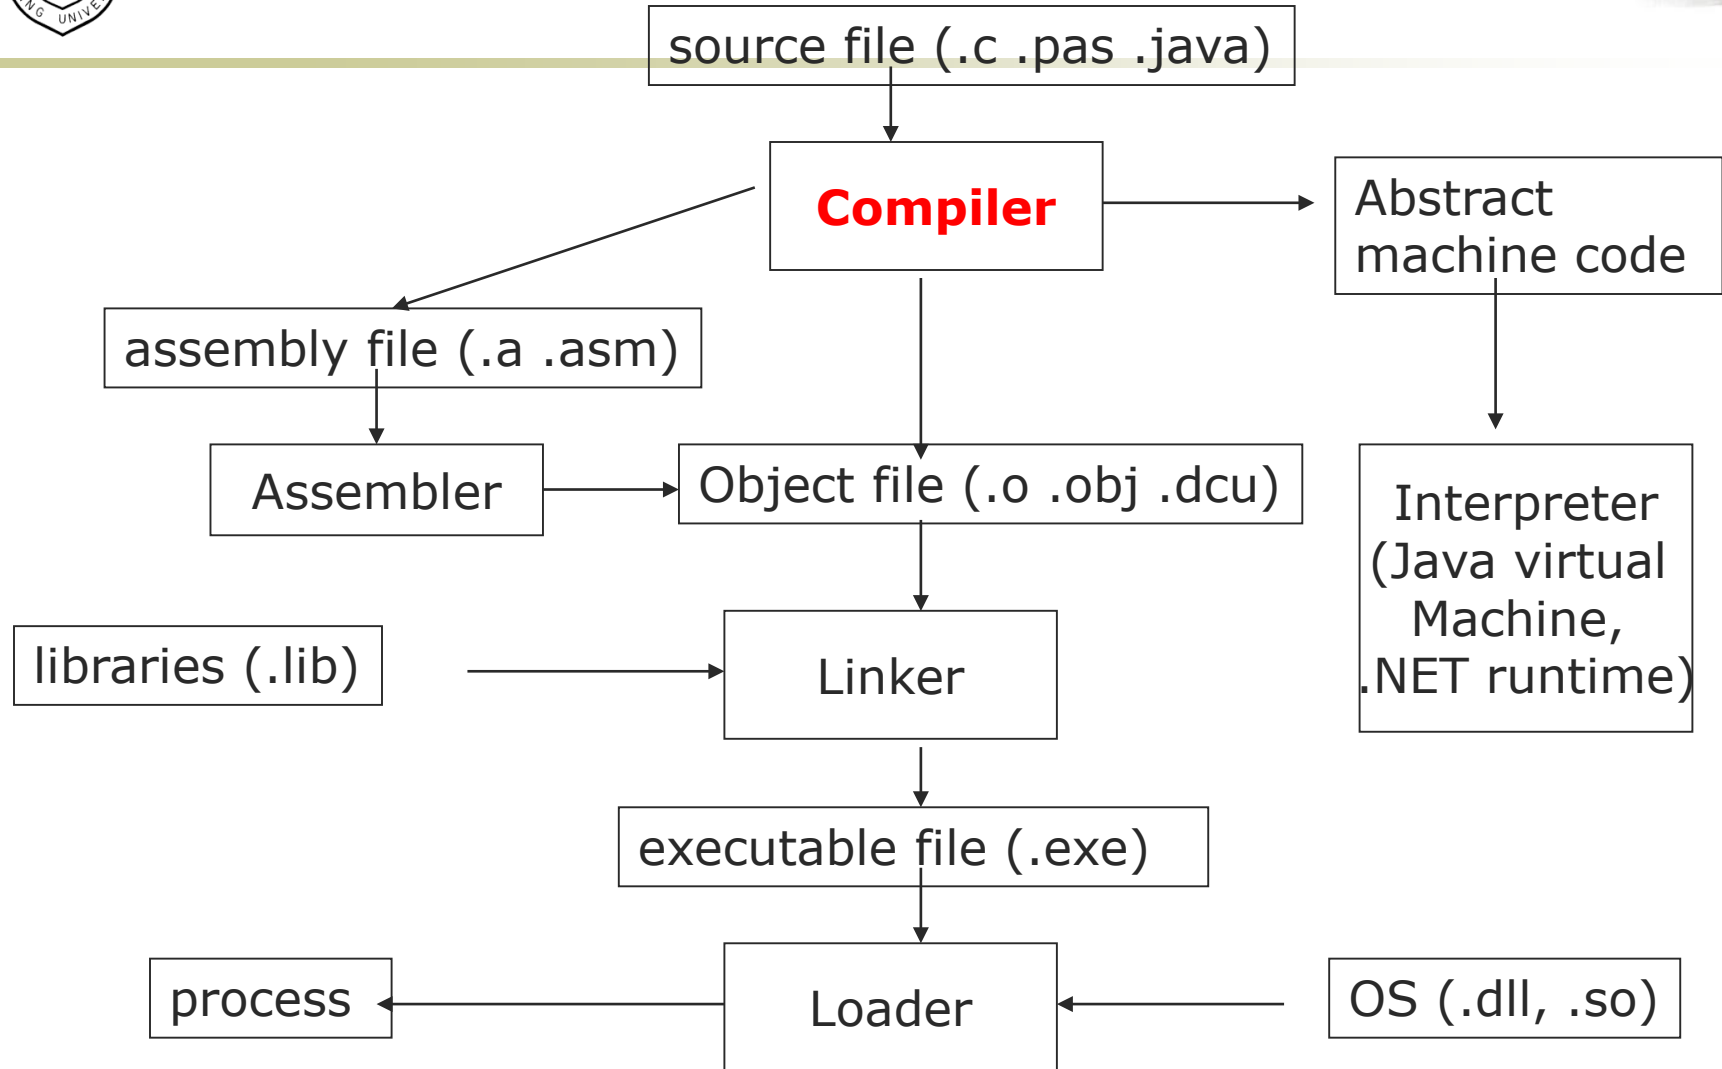 source file (.c .pas .java)
Compiler
Abstract
machine code
assembly file (.a .asm)
Assembler
Object file (.o .obj .dcu)
Interpreter
(Java virtual
Machine,
.NET runtime)
libraries (.lib)
Linker
executable file (.exe)
process
Loader
OS (.dll, .so)